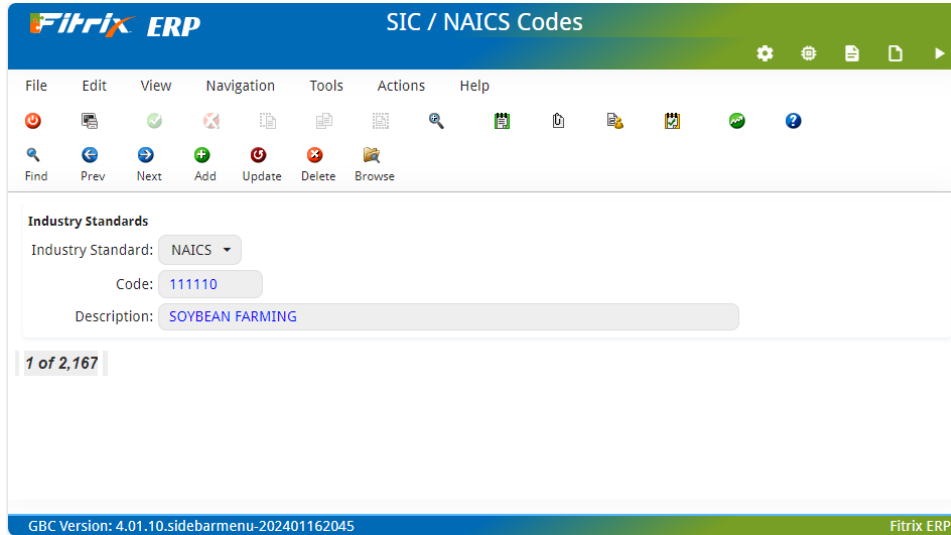 Fitrix ERP
SIC / NAICS Codes
File Edit View Navigation Tools Actions Help
Find Prev Next Add Update Delete Browse
Industry Standards
Industry Standard: NAICS
Code: 111110
Description: SOYBEAN FARMING
1 of 2,167
GBC Version: 4.01.10.sidebarmenu-202401162045 Fitrix ERP